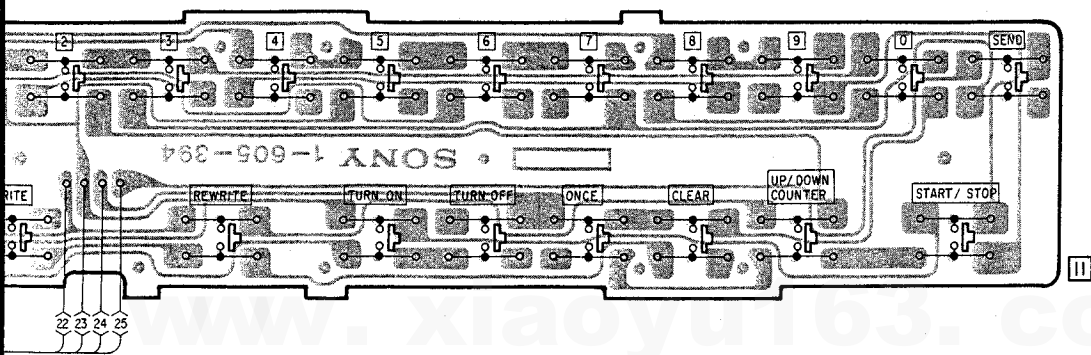 2 3 4 5 6 7 8 9 0 SEND
SONY 1-605-394
RITE REWRITE TURN ON TURN OFF ONCE CLEAR UP/DOWN START/STOP
COUNTER
11
22 23 24 25
www.xiaoyu163.co